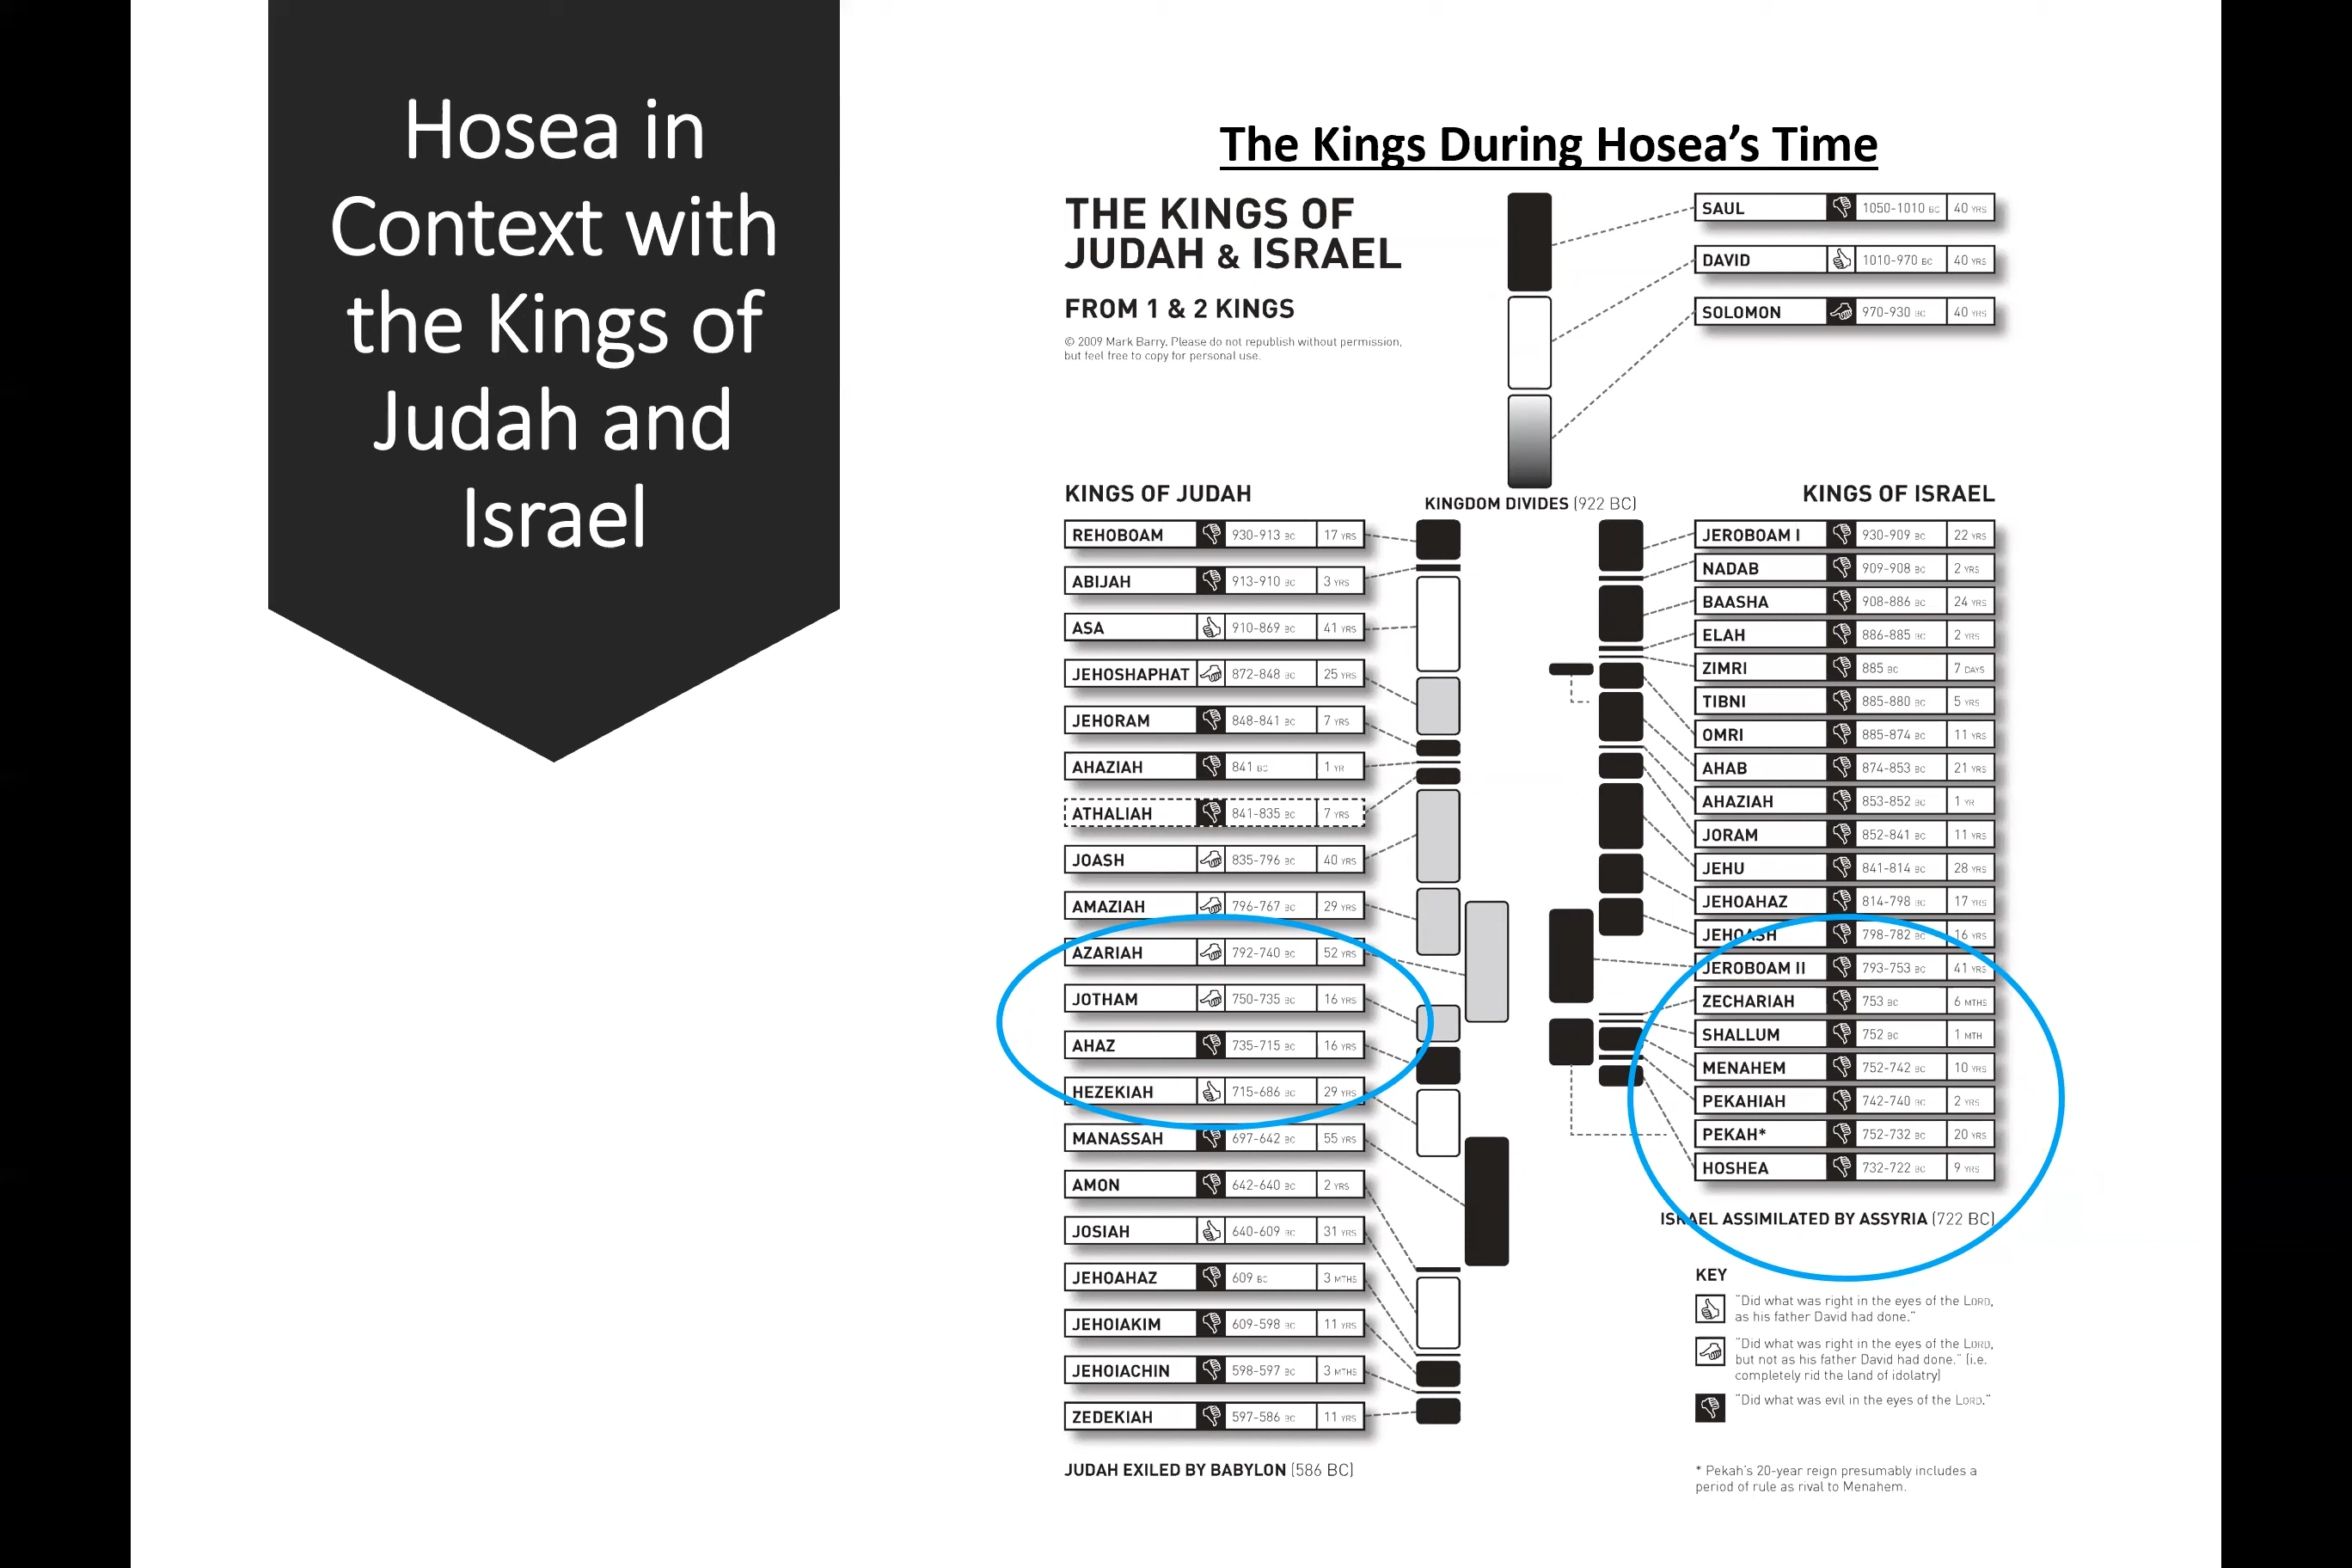 Hosea in
Context with
the Kings of
Judah and
Israel
The Kings During Hosea's Time
THE KINGS OF
JUDAH & ISRAEL
FROM 1 & 2 KINGS
© 2009 Mark Barry. Please do not republish without permission,
but feel free to copy for personal use.
SAUL 1050-1010 BC 40 YRS
DAVID 1010-970 BC 40 YRS
SOLOMON 970-930 BC 40 YRS
KINGDOM DIVIDES (922 BC)
KINGS OF JUDAH
REHOBOAM 930-913 BC 17 YRS
ABIJAH 913-910 BC 3 YRS
ASA 910-869 BC 41 YRS
JEHOSHAPHAT 872-848 BC 25 YRS
JEHORAM 848-841 BC 7 YRS
AHAZIAH 841 BC 1 YR
ATHALIAH 841-835 BC 7 YRS
JOASH 835-796 BC 40 YRS
AMAZIAH 796-767 BC 29 YRS
AZARIAH 792-740 BC 52 YRS
JOTHAM 750-735 BC 16 YRS
AHAZ 735-715 BC 16 YRS
HEZEKIAH 715-686 BC 29 YRS
MANASSAH 697-642 BC 55 YRS
AMON 642-640 BC 2 YRS
JOSIAH 640-609 BC 31 YRS
JEHOAHAZ 609 BC 3 MTHS
JEHOIAKIM 609-598 BC 11 YRS
JEHOIACHIN 598-597 BC 3 MTHS
ZEDEKIAH 597-586 BC 11 YRS
JUDAH EXILED BY BABYLON (586 BC)
KINGS OF ISRAEL
JEROBOAM I 930-909 BC 22 YRS
NADAB 909-908 BC 2 YRS
BAASHA 908-886 BC 24 YRS
ELAH 886-885 BC 2 YRS
ZIMRI 885 BC 7 DAYS
TIBNI 885-880 BC 5 YRS
OMRI 885-874 BC 11 YRS
AHAB 874-853 BC 21 YRS
AHAZIAH 853-852 BC 1 YR
JORAM 852-841 BC 11 YRS
JEHU 841-814 BC 28 YRS
JEHOAHAZ 814-798 BC 17 YRS
JEHOASH 798-782 BC 16 YRS
JEROBOAM II 793-753 BC 41 YRS
ZECHARIAH 753 BC 6 MTHS
SHALLUM 752 BC 1 MTH
MENAHEM 752-742 BC 10 YRS
PEKAHIAH 742-740 BC 2 YRS
PEKAH* 752-732 BC 20 YRS
HOSHEA 732-722 BC 9 YRS
ISRAEL ASSIMILATED BY ASSYRIA (722 BC)
KEY
"Did what was right in the eyes of the LORD,
as his father David had done."
"Did what was right in the eyes of the LORD,
but not as his father David had done." (i.e.
completely rid the land of idolatry)
"Did what was evil in the eyes of the LORD."
* Pekah's 20-year reign presumably includes a
period of rule as rival to Menahem.